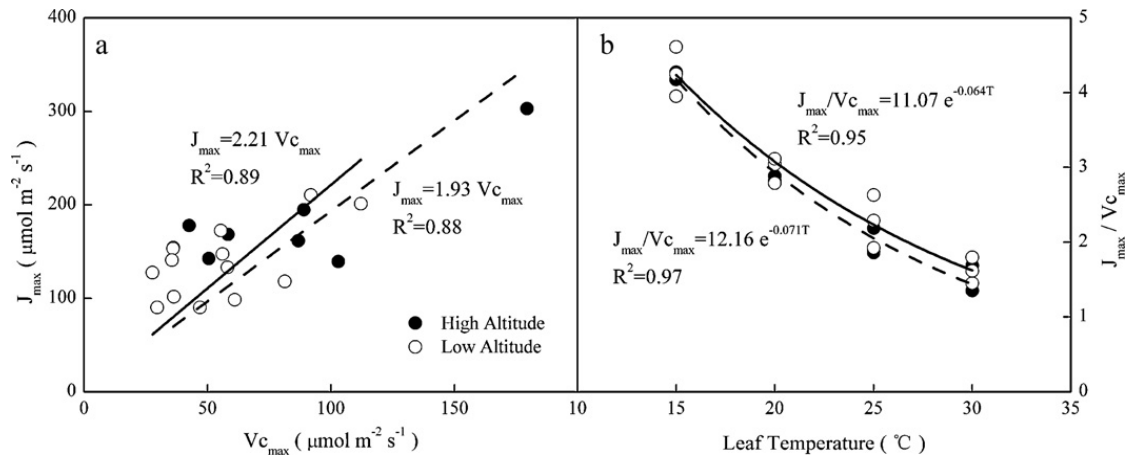 a
J_max ( μmol m^-2 s^-1 )
400
300
200
100
0
J_max=2.21 Vc_max
R^2=0.89
J_max=1.93 Vc_max
R^2=0.88
High Altitude
Low Altitude
0
50
100
150
Vc_max ( μmol m^-2 s^-1 )
b
J_max/Vc_max=11.07 e^-0.064T
R^2=0.95
J_max/Vc_max=12.16 e^-0.071T
R^2=0.97
5
4
3
2
1
0
J_max / Vc_max
10
15
20
25
30
35
Leaf Temperature ( ℃ )